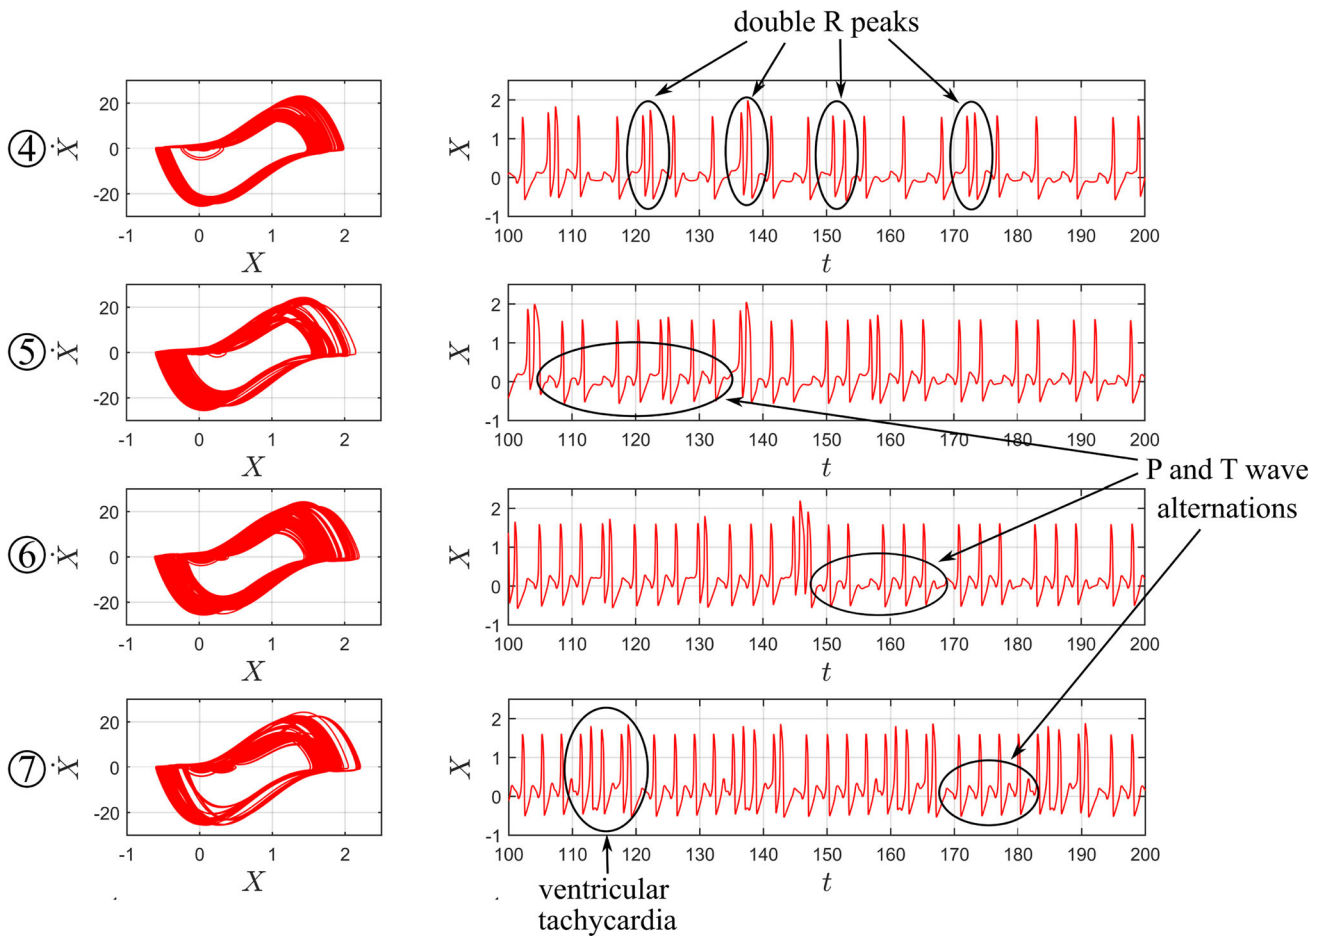 double R peaks
④ Ẋ 20 0 -20
-1 0 1 2
X
X 2 1 0 -1
100 110 120 130 140 150 160 170 180 190 200
t
⑤ Ẋ 20 0 -20
-1 0 1 2
X
X 2 1 0 -1
100 110 120 130 140 150 160 170 180 190 200
t
P and T wave
alternations
⑥ Ẋ 20 0 -20
-1 0 1 2
X
X 2 1 0 -1
100 110 120 130 140 150 160 170 180 190 200
t
⑦ Ẋ 20 0 -20
-1 0 1 2
X
X 2 1 0 -1
100 110 120 130 140 150 160 170 180 190 200
t
ventricular
tachycardia